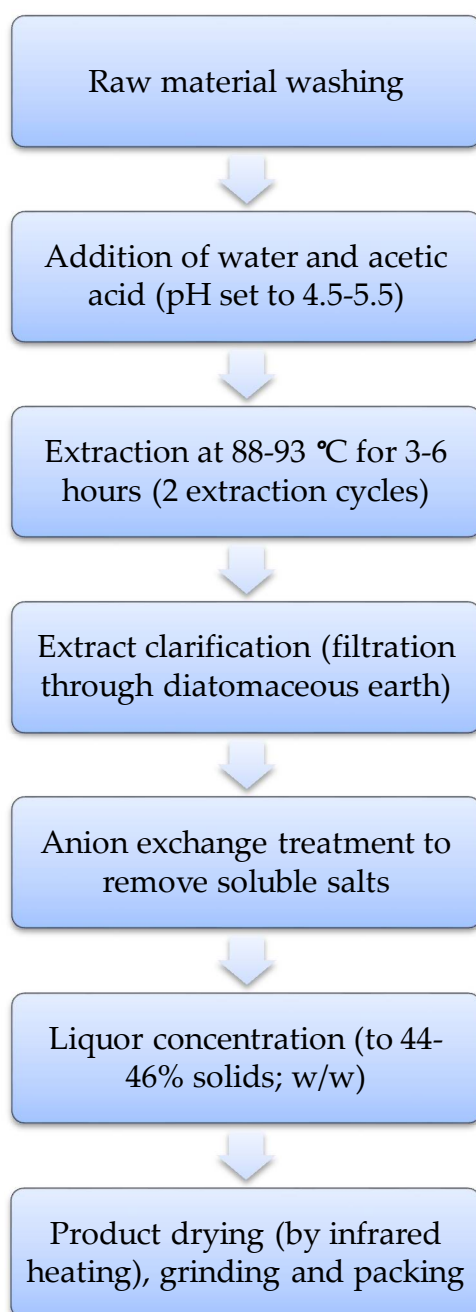 Raw material washing
Addition of water and acetic
acid (pH set to 4.5-5.5)
Extraction at 88-93 ℃ for 3-6
hours (2 extraction cycles)
Extract clarification (filtration
through diatomaceous earth)
Anion exchange treatment to
remove soluble salts
Liquor concentration (to 44-
46% solids; w/w)
Product drying (by infrared
heating), grinding and packing